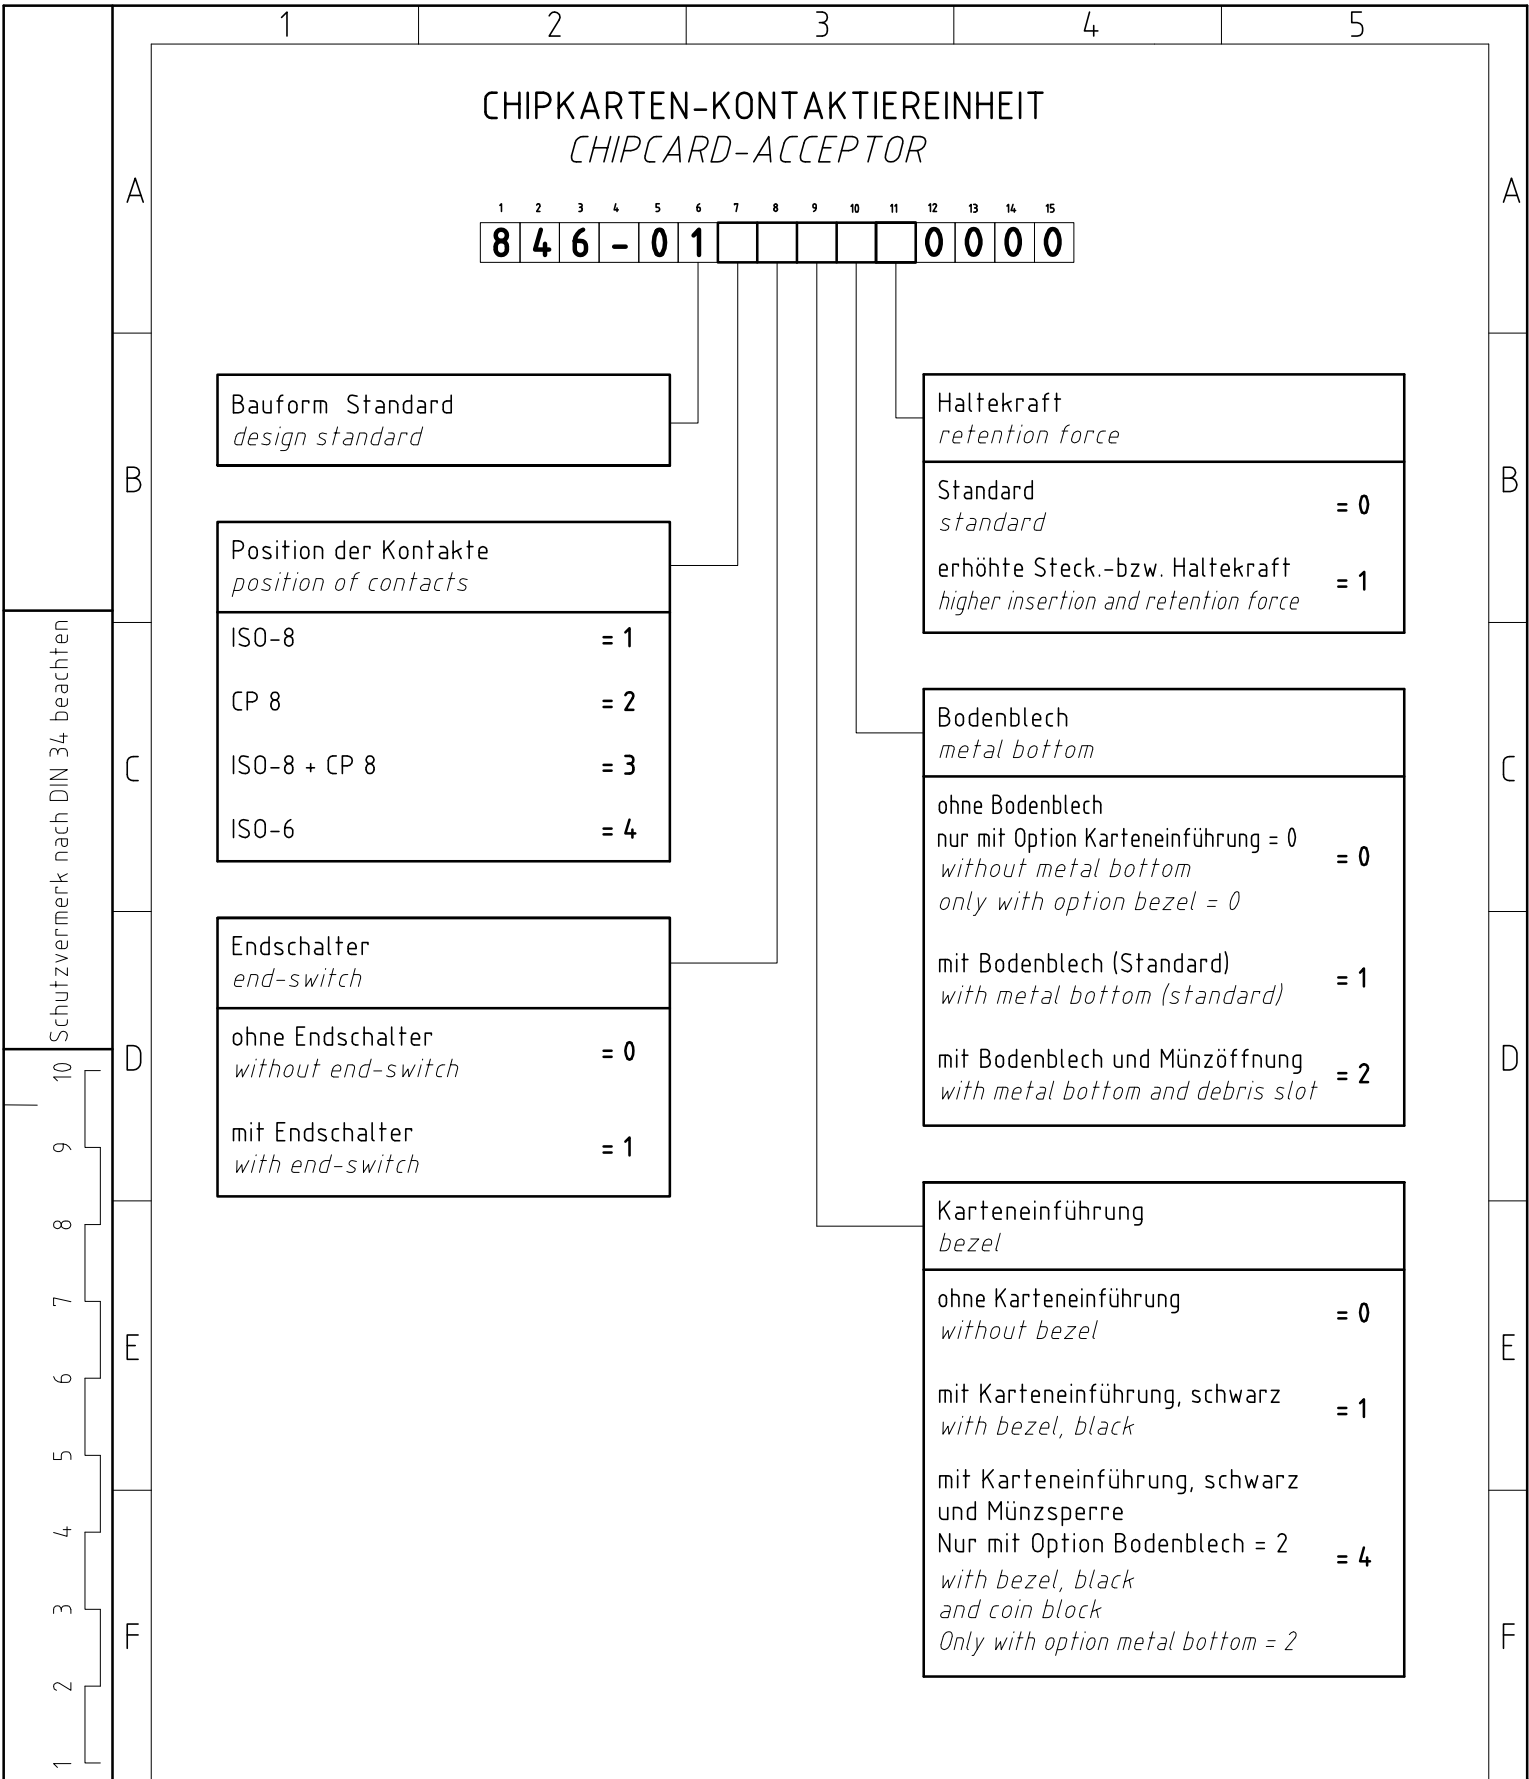 1 2 3 4 5
CHIPKARTEN-KONTAKTIEREINHEIT
CHIPCARD-ACCEPTOR
A A
1 2 3 4 5 6 7 8 9 10 11 12 13 14 15
8 4 6 - 0 1 0 0 0 0
Bauform Standard
design standard
B B
Position der Kontakte
position of contacts
ISO-8 = 1
CP 8 = 2
ISO-8 + CP 8 = 3
ISO-6 = 4
Endschalter
end-switch
ohne Endschalter = 0
without end-switch
mit Endschalter = 1
with end-switch
Haltekraft
retention force
Standard = 0
standard
erhöhte Steck.-bzw. Haltekraft = 1
higher insertion and retention force
Bodenblech
metal bottom
ohne Bodenblech
nur mit Option Karteneinführung = 0
without metal bottom = 0
only with option bezel = 0
mit Bodenblech (Standard) = 1
with metal bottom (standard)
mit Bodenblech und Münzöffnung = 2
with metal bottom and debris slot
Karteneinführung
bezel
ohne Karteneinführung = 0
without bezel
mit Karteneinführung, schwarz = 1
with bezel, black
mit Karteneinführung, schwarz
und Münzsperre
Nur mit Option Bodenblech = 2 = 4
with bezel, black
and coin block
Only with option metal bottom = 2
C C
D D
E E
F F
Schutzvermerk nach DIN 34 beachten
10
9
8
7
6
5
4
3
2
1